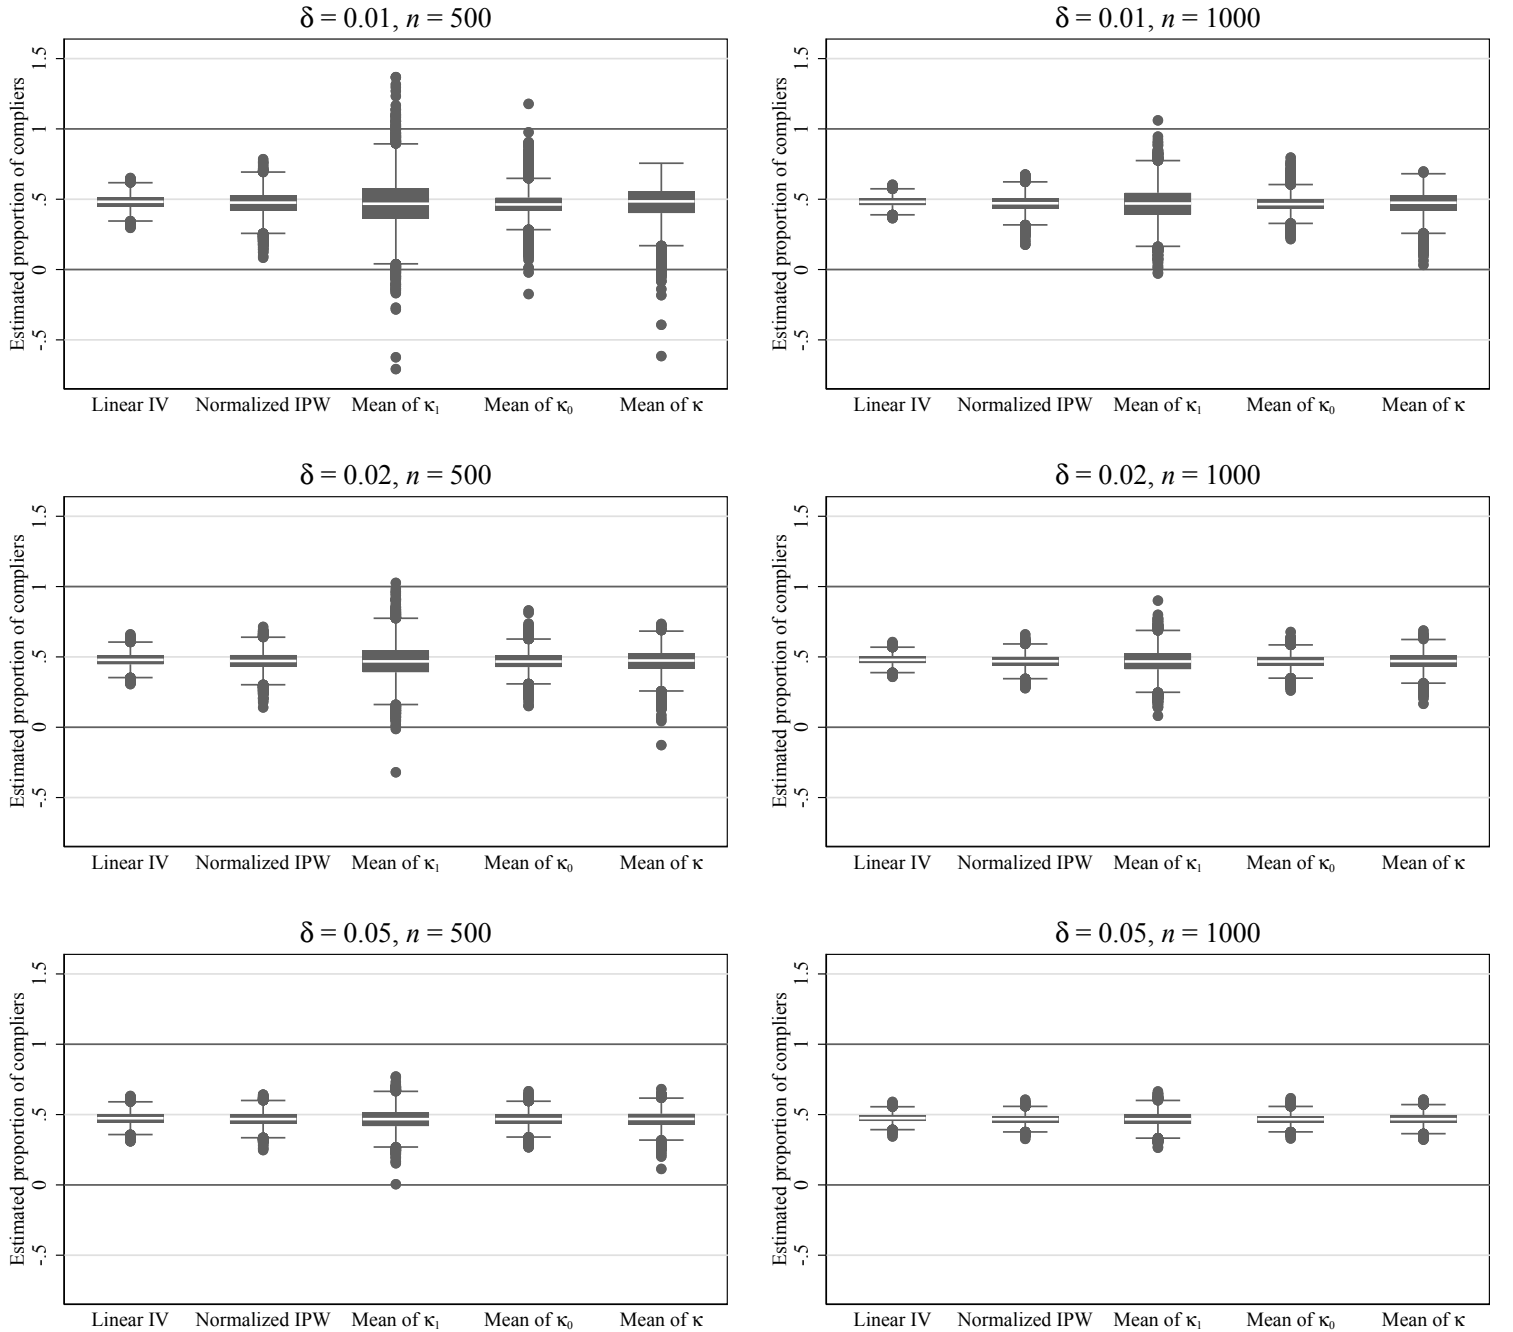 δ = 0.01, n = 500
Estimated proportion of compliers
1.5
1
.5
0
-.5
Linear IV Normalized IPW Mean of κ₁ Mean of κ₀ Mean of κ
δ = 0.01, n = 1000
Estimated proportion of compliers
1.5
1
.5
0
-.5
Linear IV Normalized IPW Mean of κ₁ Mean of κ₀ Mean of κ
δ = 0.02, n = 500
Estimated proportion of compliers
1.5
1
.5
0
-.5
Linear IV Normalized IPW Mean of κ₁ Mean of κ₀ Mean of κ
δ = 0.02, n = 1000
Estimated proportion of compliers
1.5
1
.5
0
-.5
Linear IV Normalized IPW Mean of κ₁ Mean of κ₀ Mean of κ
δ = 0.05, n = 500
Estimated proportion of compliers
1.5
1
.5
0
-.5
Linear IV Normalized IPW Mean of κ₁ Mean of κ₀ Mean of κ
δ = 0.05, n = 1000
Estimated proportion of compliers
1.5
1
.5
0
-.5
Linear IV Normalized IPW Mean of κ₁ Mean of κ₀ Mean of κ